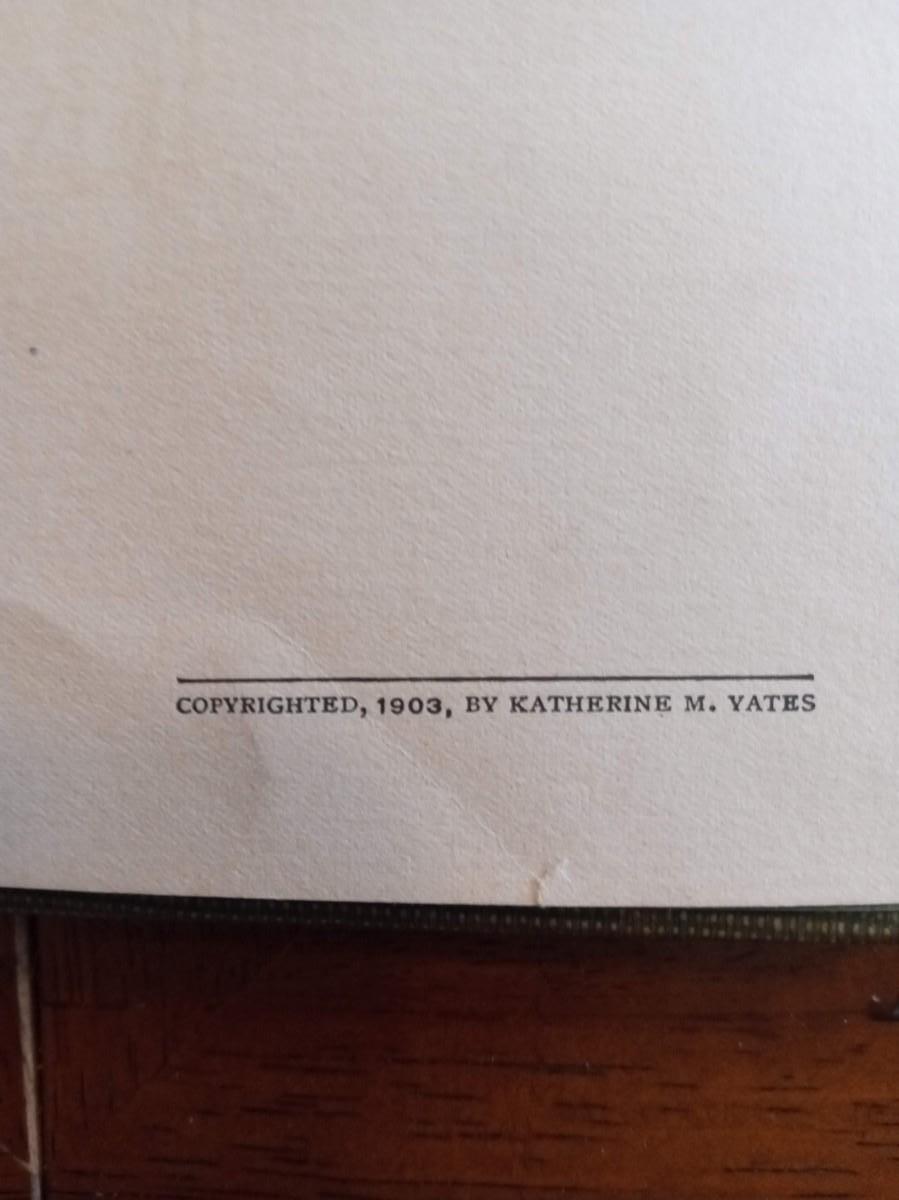 COPYRIGHTED, 1903, BY KATHERINE M. YATES